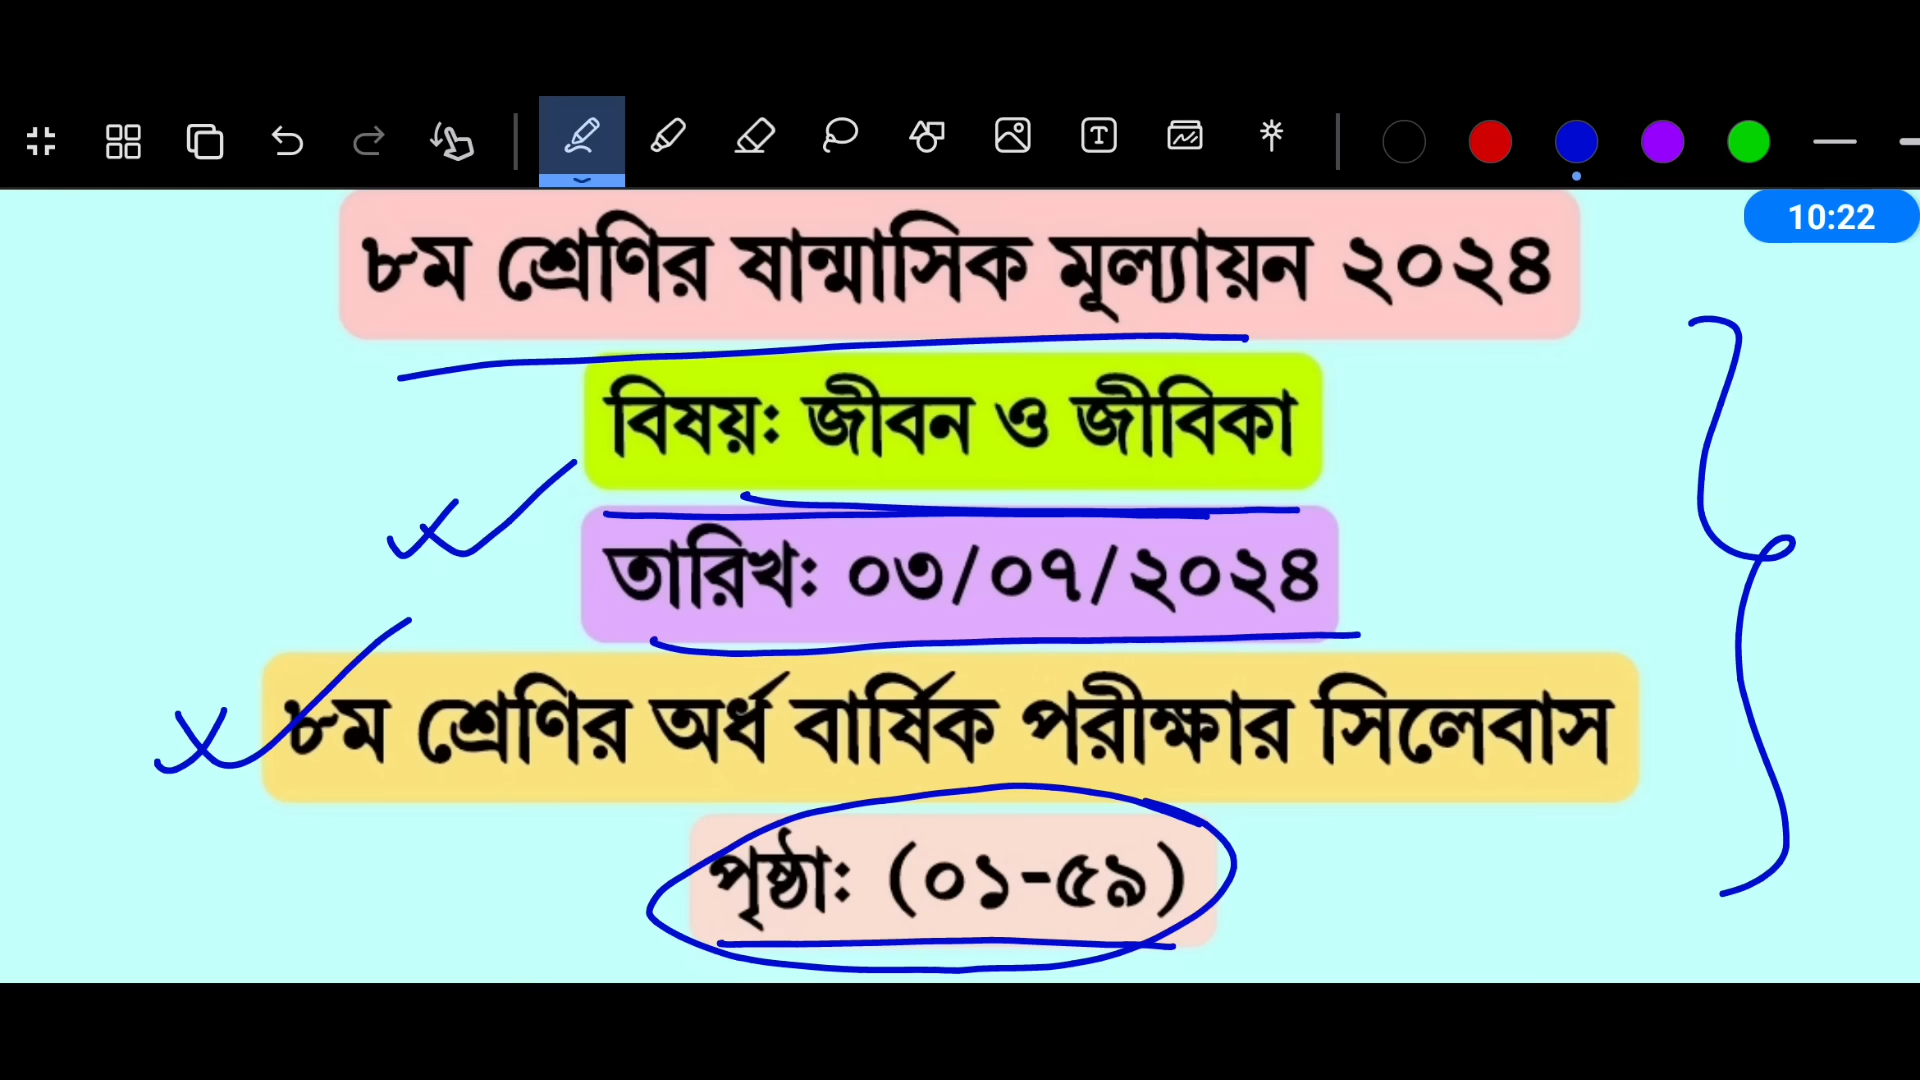 10:22
৮ম শ্রেণির ষান্মাসিক মূল্যায়ন ২০২৪
বিষয়ঃ জীবন ও জীবিকা
তারিখঃ ০৩/০৭/২০২৪
৮ম শ্রেণির অর্ধ বার্ষিক পরীক্ষার সিলেবাস
পৃষ্ঠাঃ (০১-৫৯)